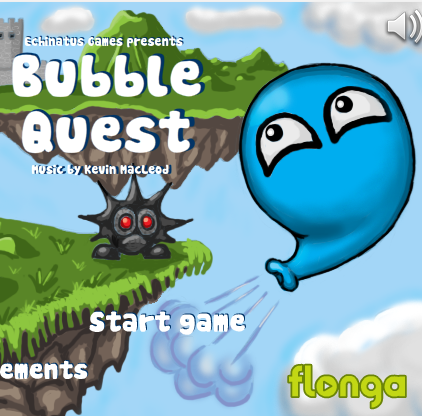 Echinatus Games presents
Bubble
Quest
Music by Kevin MacLeod
start game
ements
flonga